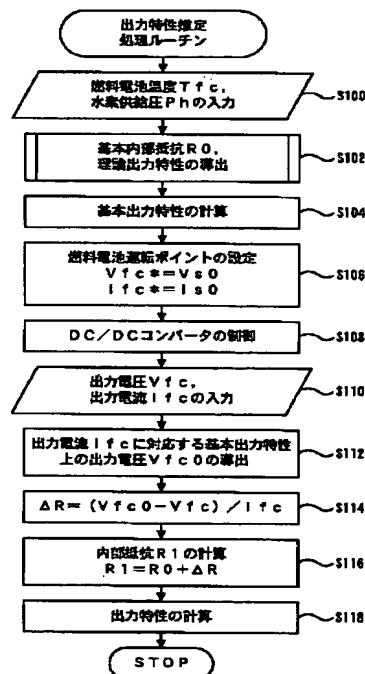 出力特性推定
処理ルーチン
燃料電池温度Tfc,
水素供給圧Phの入力
S100
基本内部抵抗R0,
理論出力特性の導出
S102
基本出力特性の計算
S104
燃料電池運転ポイントの設定
Vfc*=Vs0
Ifc*=Is0
S106
DC/DCコンバータの制御
S108
出力電圧Vfc,
出力電流Ifcの入力
S110
出力電流Ifcに対応する基本出力特性
上の出力電圧Vfc0の導出
S112
ΔR=(Vfc0-Vfc)/Ifc
S114
内部抵抗R1の計算
R1=R0+ΔR
S116
出力特性の計算
S118
STOP